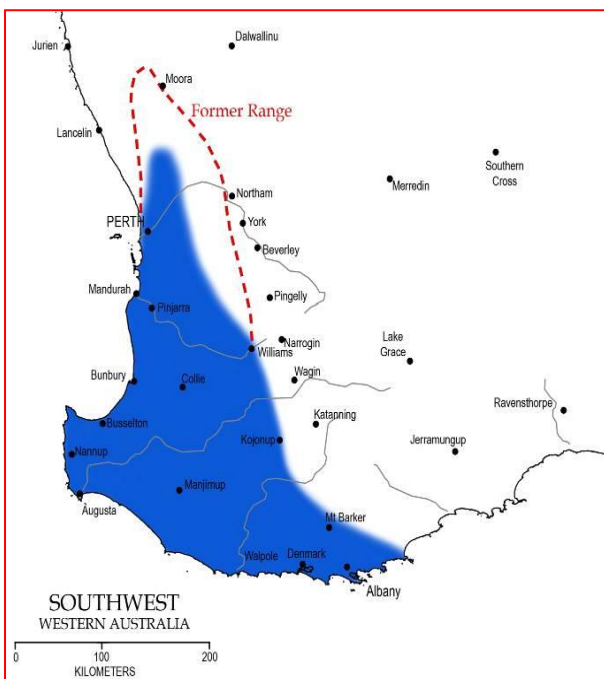 Jurien
Dalwallinu
Moora
Former Range
Lancelin
Southern
Cross
Merredin
Northam
York
PERTH
Beverley
Mandurah
Pingelly
Pinjarra
Narrogin
Williams
Lake
Grace
Bunbury
Collie
Wagin
Ravensthorpe
Busselton
Katanning
Kojonup
Jerramungup
Nannup
Manjimup
Augusta
Mt Barker
Walpole
Denmark
Albany
SOUTHWEST
WESTERN AUSTRALIA
0
100
200
KILOMETERS